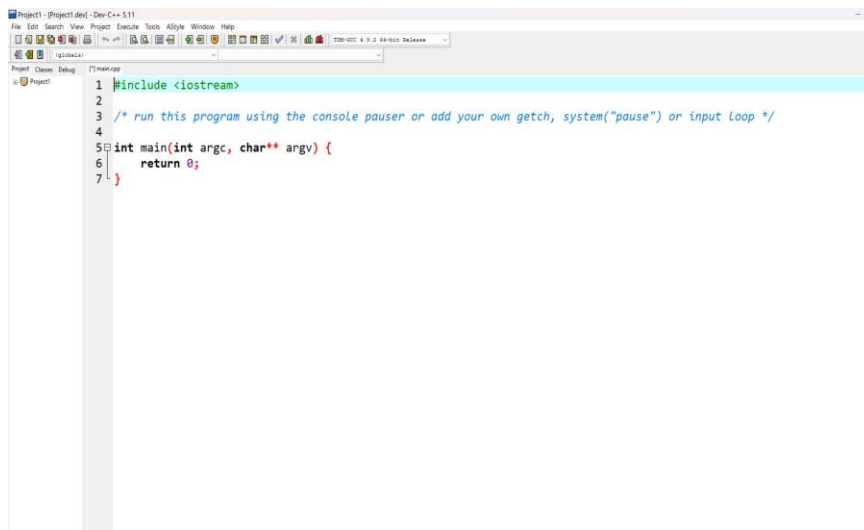 Project1 - [Project1.dev] - Dev-C++ 5.11
File Edit Search View Project Execute Tools AStyle Window Help
TDM-GCC 4.9.2 64-bit Release
(globals)
Project Classes Debug [*] main.cpp
Project1
1 #include <iostream>
2
3 /* run this program using the console pauser or add your own getch, system("pause") or input loop */
4
5 int main(int argc, char** argv) {
6 return 0;
7 }